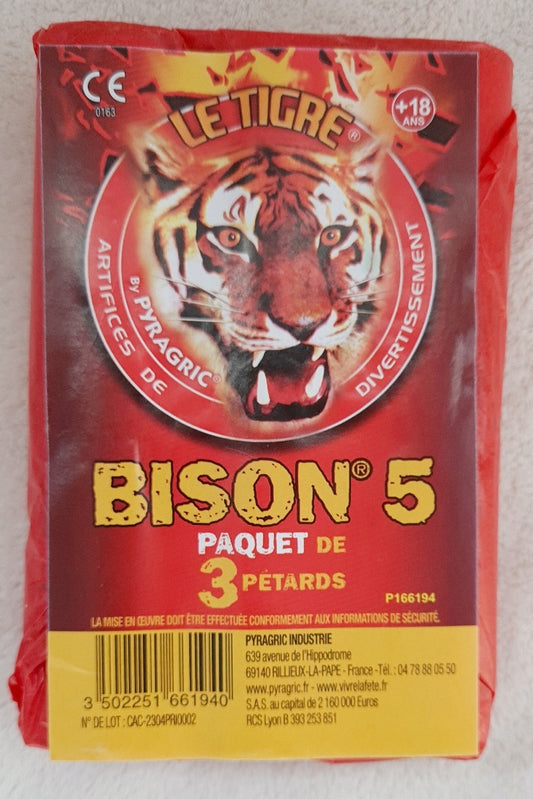 CE
0163
LE TIGRE®
+18
ANS
ARTIFICES DE
DIVERTISSEMENT
By PYRAGRIC®
BISON® 5
PAQUET DE
3 PÉTARDS
P166194
LA MISE EN ŒUVRE DOIT ÊTRE EFFECTUÉE CONFORMEMENT AUX INFORMATIONS DE SÉCURITÉ.
PYRAGRIC INDUSTRIE
639 avenue de l'Hippodrome
69140 RILLIEUX-LA-PAPE - France -Tél.: 04 78 88 05 50
www.pyragric.fr - www.vivrelafete.fr
S.A.S. au capital de 2 160 000 Euros
RCS Lyon B 393 253 851
3 502251 661940
N° DE LOT : CAC-2304PRI0002